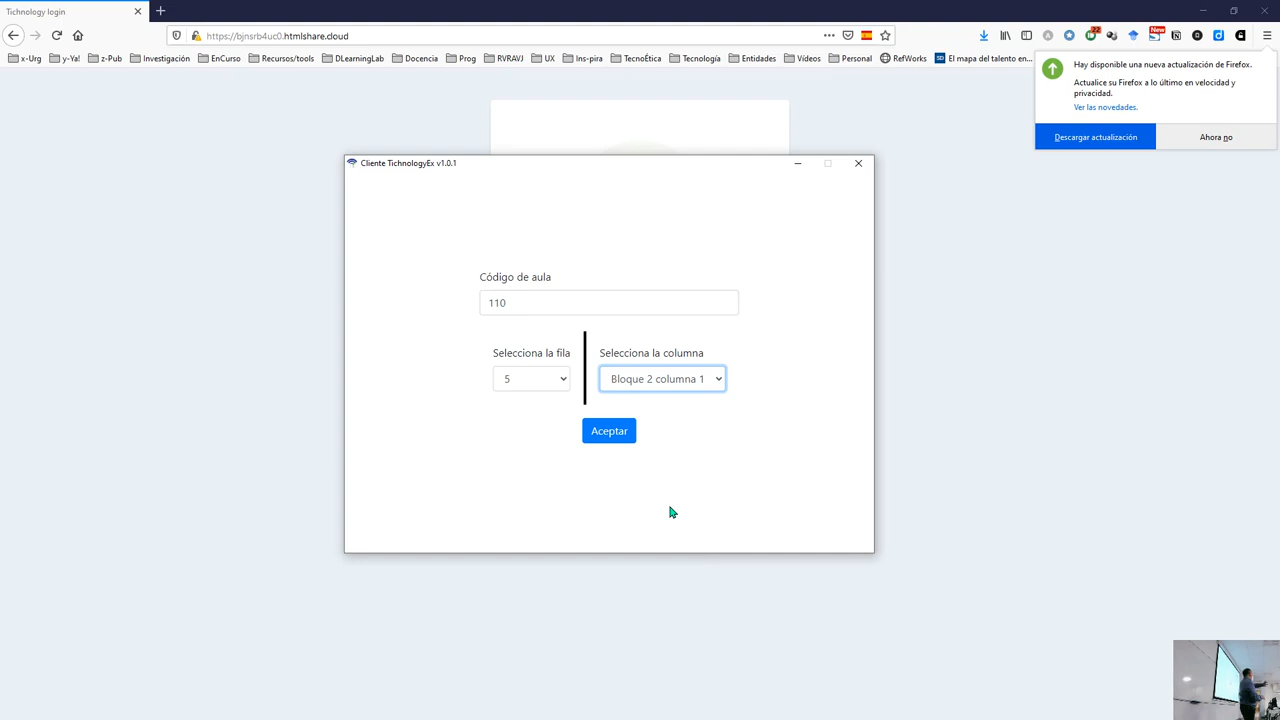 Tichnology login
https://bjnsrb4uc0.htmlshare.cloud
22
New
x-Urg
y-Ya!
z-Pub
Investigación
EnCurso
Recursos/tools
DLearningLab
Docencia
Prog
RVRAVJ
UX
Ins-pira
TecnoÉtica
Tecnología
Entidades
Vídeos
Personal
RefWorks
SD
El mapa del talento en...
Hay disponible una nueva actualización de Firefox.
Actualice su Firefox a lo último en velocidad y
privacidad.
Ver las novedades.
Descargar actualización
Ahora no
Cliente TichnologyEx v1.0.1
Código de aula
110
Selecciona la fila
Selecciona la columna
5
Bloque 2 columna 1
Aceptar